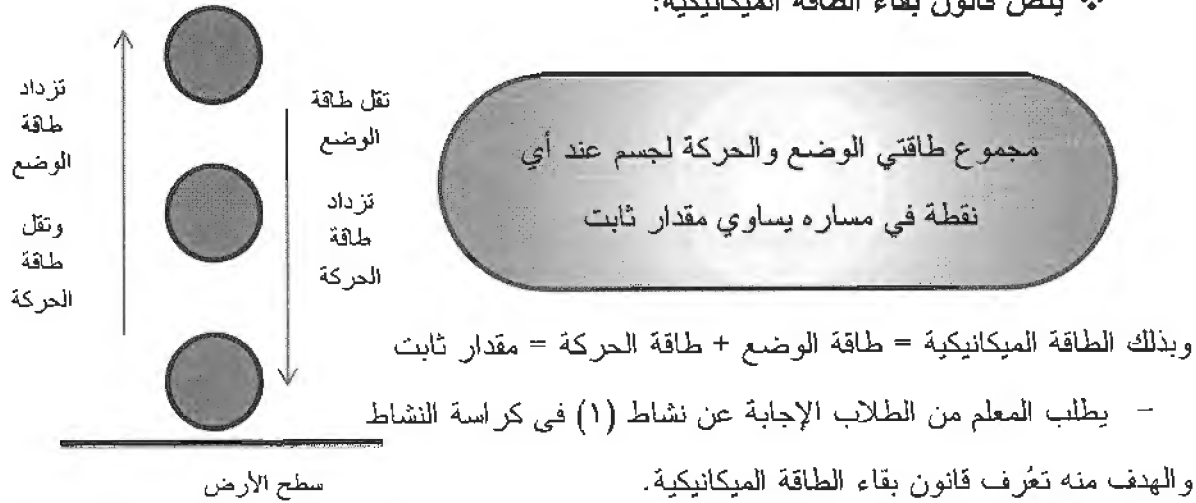 ❖ ينص قانون بقاء الطاقة الميكانيكية:
مجموع طاقتي الوضع والحركة لجسم عند أي
نقطة في مساره يساوي مقدار ثابت
تقل طاقة
الوضع
تزداد
طاقة
الحركة
تزداد
طاقة
الوضع
وتقل
طاقة
الحركة
سطح الأرض
وبذلك الطاقة الميكانيكية = طاقة الوضع + طاقة الحركة = مقدار ثابت
- يطلب المعلم من الطلاب الإجابة عن نشاط (١) فى كراسة النشاط
والهدف منه تعُرف قانون بقاء الطاقة الميكانيكية.